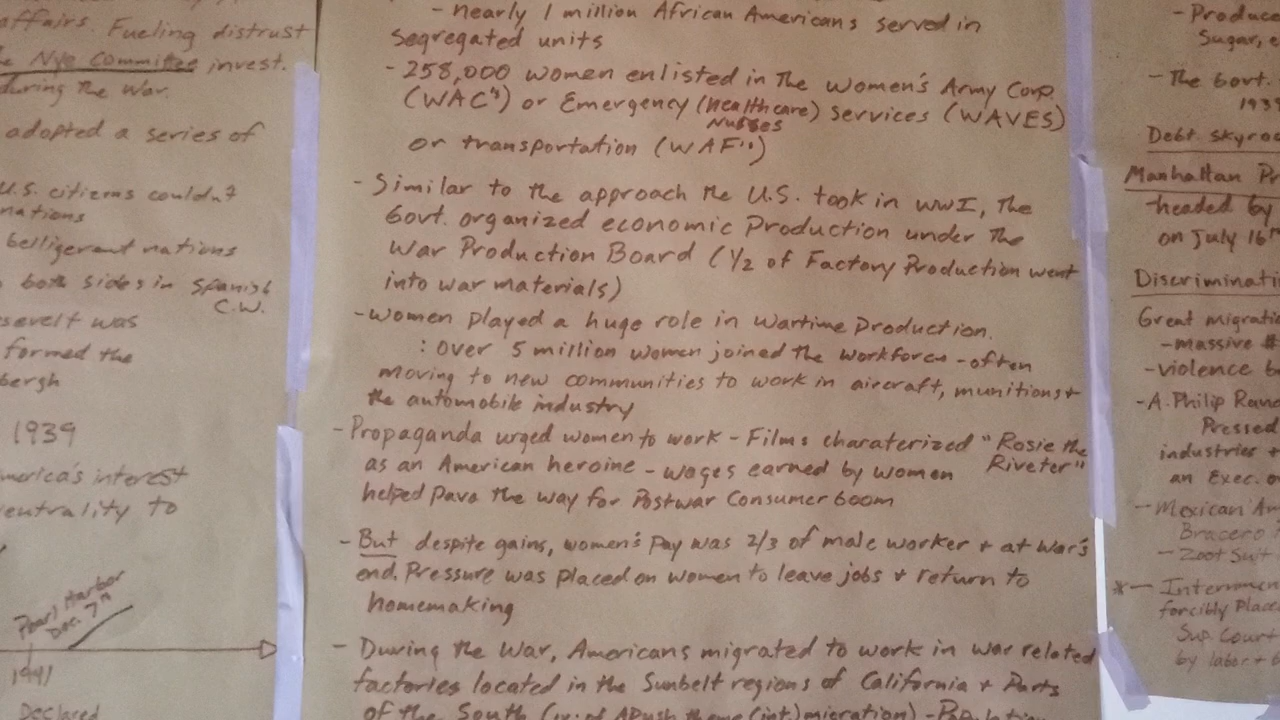 affairs. Fueling distrust
Nye Committee invest.
during the War.
adopted a series of
U.S. citizens couldn't
nations
belligerent nations
both sides in Spanish
C.W.
was
formed the
1939
America's interest
neutrality to
Pearl Harbor
Dec. 7th
1941
Declared
- nearly 1 million African Americans served in
segregated units
- 258,000 women enlisted in The Women's Army Corp.
(WAC's) or Emergency (healthcare) services (WAVES)
Nurses
or transportation (WAF's)
- Similar to the approach the U.S. took in WWI, The
Govt. organized economic Production under the
War Production Board (1/2 of Factory Production went
into war materials)
- women played a huge role in Wartime Production.
: over 5 million women joined the workforce - often
moving to new communities to work in aircraft, munitions +
the automobile industry
- Propaganda urged women to work - Films charaterized "Rosie the
Riveter"
as an American heroine - wages earned by women
helped pave the way for Postwar Consumer boom
- But despite gains, women's Pay was 2/3 of male worker + at War's
end. Pressure was placed on women to leave jobs + return to
homemaking
- During the War, Americans migrated to work in war related
factories located in the Sunbelt regions of California + Parts
of the South
- Produce
Sugar,
- The Govt.
Debt
Manhattan
headed by
on July 16th
Great
- massive #
- violence
- A. Philip
Pressed
industries +
an Exec.
- Mexican
Bracero
- Zoot Suit
* -
forcibly
Sup. Court
by labor +